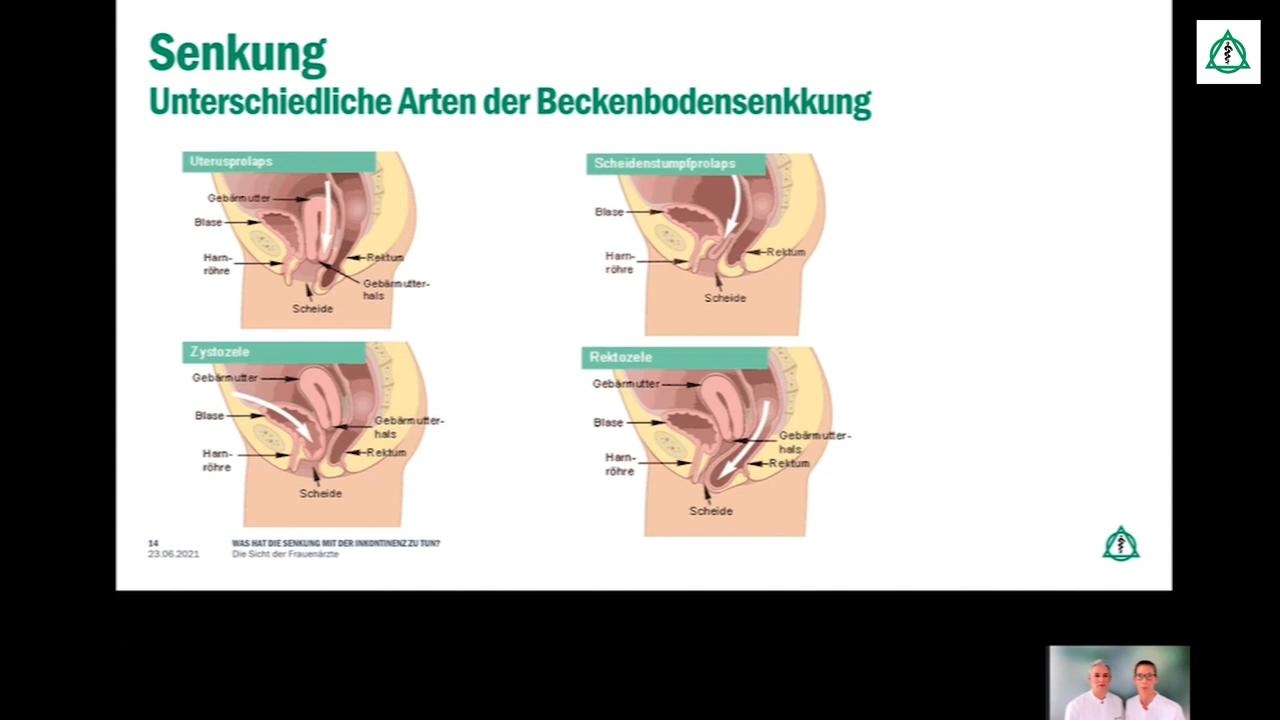 Senkung
Unterschiedliche Arten der Beckenbodensenkkung
Uterusprolaps
Gebärmutter
Blase
Harn-
röhre
Rektum
Gebärmutter-
hals
Scheide
Scheidenstumpfprolaps
Blase
Harn-
röhre
Rektum
Scheide
Zystozele
Gebärmutter
Blase
Gebärmutter-
hals
Harn-
röhre
Rektum
Scheide
Rektozele
Gebärmutter
Blase
Gebärmutter-
hals
Harn-
röhre
Rektum
Scheide
14
23.06.2021
WAS HAT DIE SENKUNG MIT DER INKONTINENZ ZU TUN?
Die Sicht der Frauenärzte